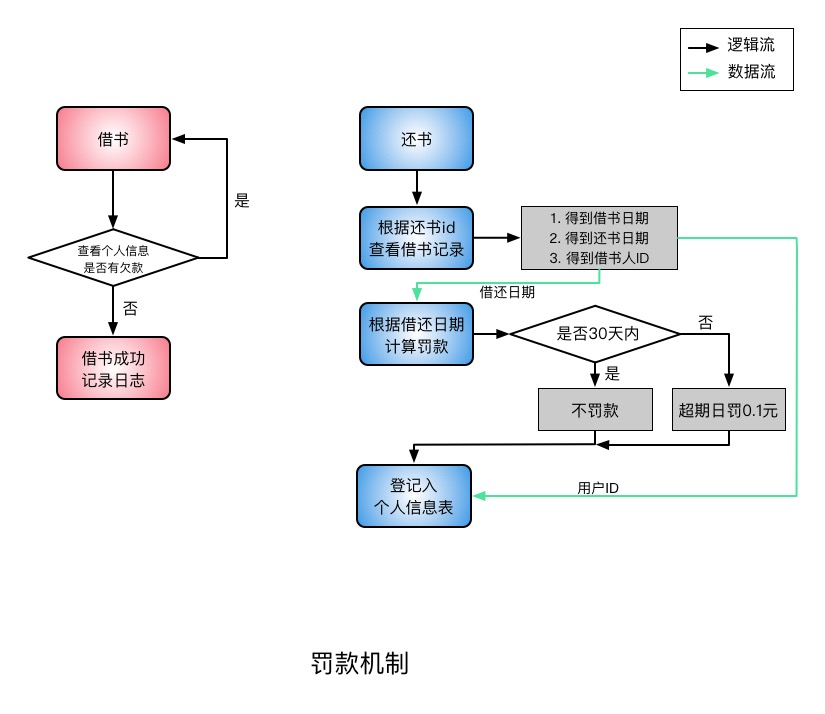 逻辑流
数据流
借书
是
查看个人信息
是否有欠款
否
借书成功
记录日志
还书
根据还书id
查看借书记录
1. 得到借书日期
2. 得到还书日期
3. 得到借书人ID
借还日期
根据借还日期
计算罚款
是否30天内
否
是
不罚款
超期日罚0.1元
登记入
个人信息表
用户ID
罚款机制